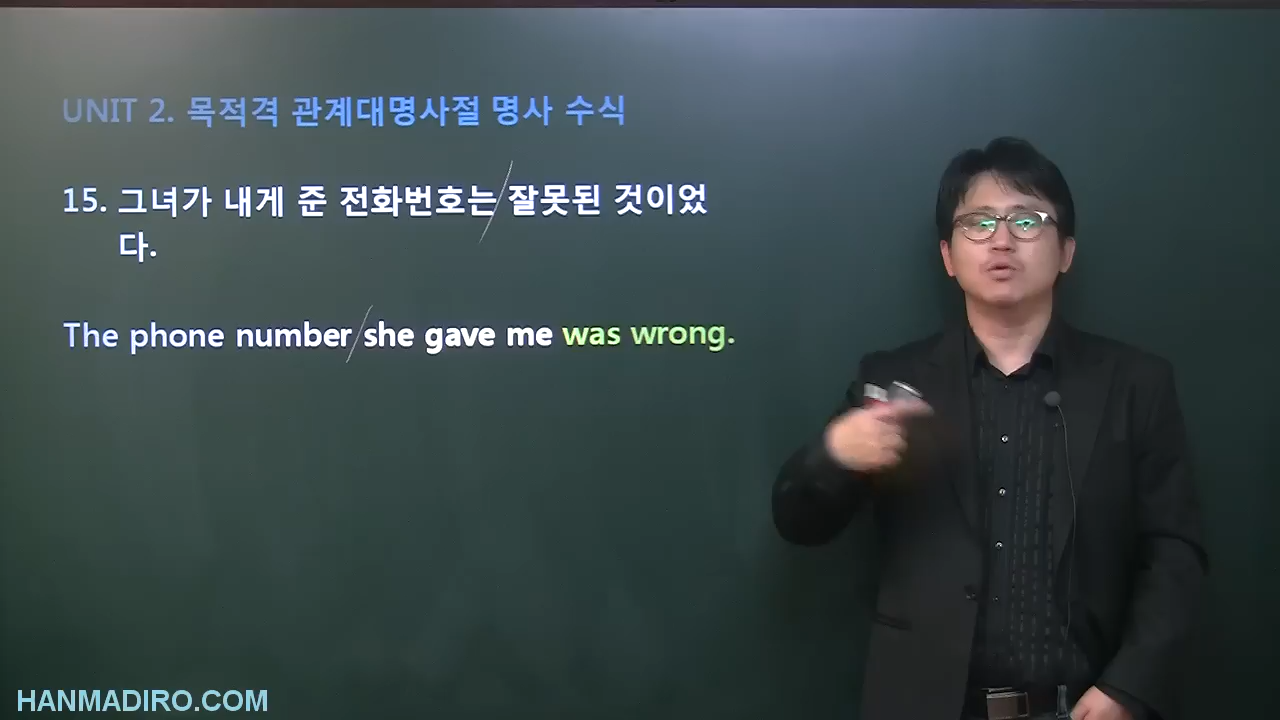 UNIT 2. 목적격 관계대명사절 명사 수식
15. 그녀가 내게 준 전화번호는 잘못된 것이었
다.
The phone number she gave me was wrong.
HANMADIRO.COM